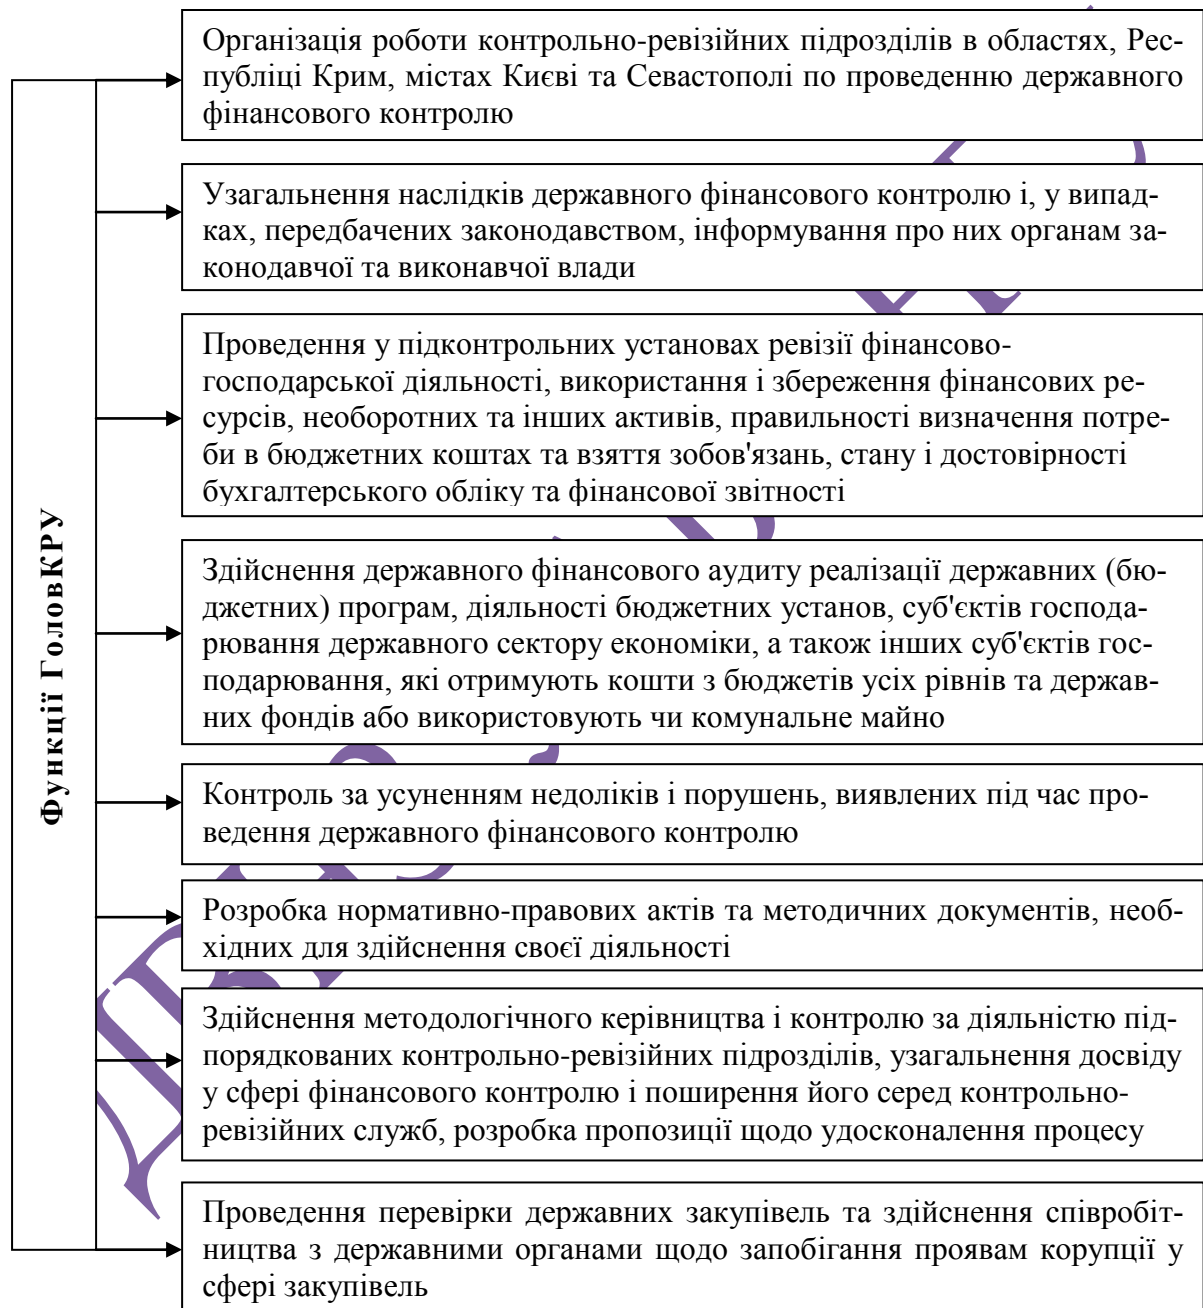 Організація роботи контрольно-ревізійних підрозділів в областях, Рес-
публіці Крим, містах Києві та Севастополі по проведенню державного
фінансового контролю
Узагальнення наслідків державного фінансового контролю і, у випад-
ках, передбачених законодавством, інформування про них органам за-
конодавчої та виконавчої влади
Проведення у підконтрольних установах ревізії фінансово-
господарської діяльності, використання і збереження фінансових ре-
сурсів, необоротних та інших активів, правильності визначення потре-
би в бюджетних коштах та взяття зобов'язань, стану і достовірності
бухгалтерського обліку та фінансової звітності
Функції ГоловКРУ
Здійснення державного фінансового аудиту реалізації державних (бю-
джетних) програм, діяльності бюджетних установ, суб'єктів господа-
рювання державного сектору економіки, а також інших суб'єктів гос-
подарювання, які отримують кошти з бюджетів усіх рівнів та держав-
них фондів або використовують чи комунальне майно
Контроль за усуненням недоліків і порушень, виявлених під час про-
ведення державного фінансового контролю
Розробка нормативно-правових актів та методичних документів, необ-
хідних для здійснення своєї діяльності
Здійснення методологічного керівництва і контролю за діяльністю під-
порядкованих контрольно-ревізійних підрозділів, узагальнення досвіду
у сфері фінансового контролю і поширення його серед контрольно-
ревізійних служб, розробка пропозиції щодо удосконалення процесу
Проведення перевірки державних закупівель та здійснення співробіт-
ництва з державними органами щодо запобігання проявам корупції у
сфері закупівель